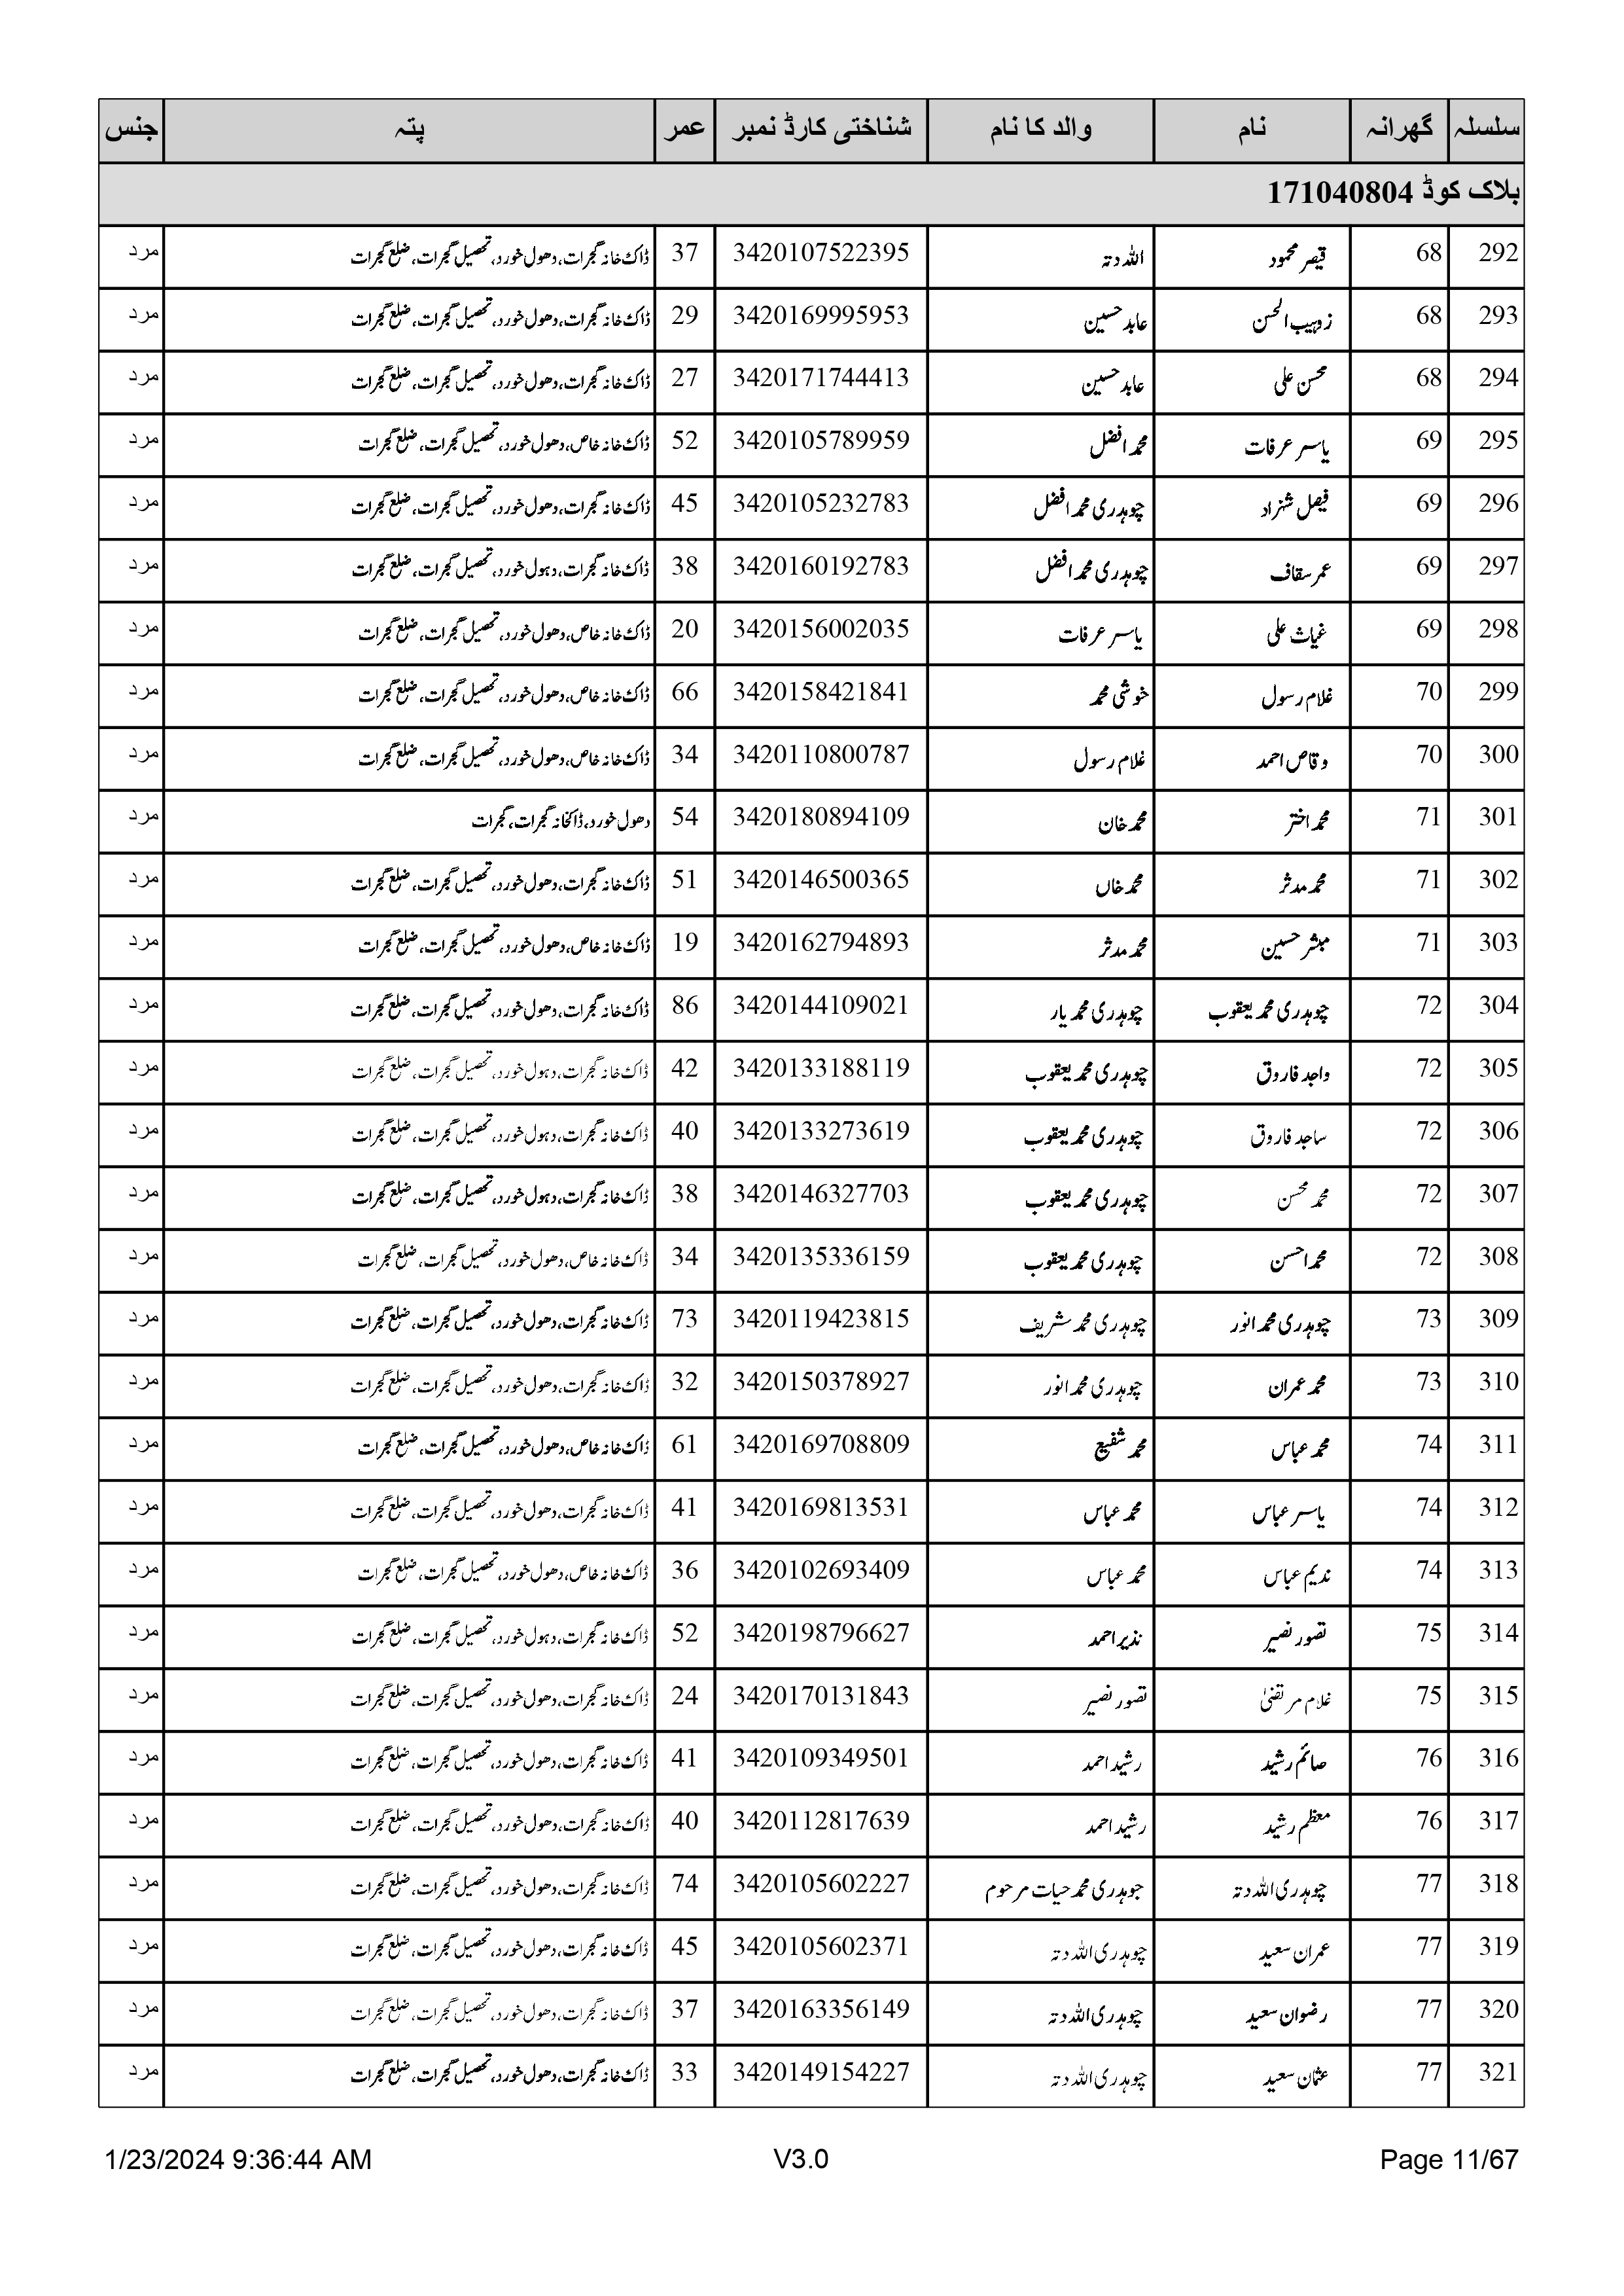 سلسلہ گھرانہ نام والد کا نام شناختی کارڈ نمبر عمر پتہ جنس
بلاک کوڈ 171040804
292 68 قیصر محمود اللہ دتہ 3420107522395 37 ڈاک خانہ گجرات، دھول خورد، تحصیل گجرات، ضلع گجرات مرد
293 68 زوہیب الحسن عابد حسین 3420169995953 29 ڈاک خانہ گجرات، دھول خورد، تحصیل گجرات، ضلع گجرات مرد
294 68 محسن علی عابد حسین 3420171744413 27 ڈاک خانہ گجرات، دھول خورد، تحصیل گجرات، ضلع گجرات مرد
295 69 یاسر عرفات محمد افضل 3420105789959 52 ڈاک خانہ خاص، دھول خورد، تحصیل گجرات، ضلع گجرات مرد
296 69 فیصل شہزاد چوہدری محمد افضل 3420105232783 45 ڈاک خانہ گجرات، دھول خورد، تحصیل گجرات، ضلع گجرات مرد
297 69 عمر سقاف چوہدری محمد افضل 3420160192783 38 ڈاک خانہ گجرات، دہول خورد، تحصیل گجرات، ضلع گجرات مرد
298 69 غیاث علی یاسر عرفات 3420156002035 20 ڈاک خانہ خاص، دھول خورد، تحصیل گجرات، ضلع گجرات مرد
299 70 غلام رسول خوشی محمد 3420158421841 66 ڈاک خانہ خاص، دھول خورد، تحصیل گجرات، ضلع گجرات مرد
300 70 وقاص احمد غلام رسول 3420110800787 34 ڈاک خانہ خاص، دھول خورد، تحصیل گجرات، ضلع گجرات مرد
301 71 محمد اختر محمد خان 3420180894109 54 دھول خورد، ڈاکخانہ گجرات، گجرات مرد
302 71 محمد مدثر محمد خاں 3420146500365 51 ڈاک خانہ گجرات، دھول خورد، تحصیل گجرات، ضلع گجرات مرد
303 71 مبشر حسین محمد مدثر 3420162794893 19 ڈاک خانہ خاص، دھول خورد، تحصیل گجرات، ضلع گجرات مرد
304 72 چوہدری محمد یعقوب چوہدری محمد یار 3420144109021 86 ڈاک خانہ گجرات، دھول خورد، تحصیل گجرات، ضلع گجرات مرد
305 72 واجد فاروق چوہدری محمد یعقوب 3420133188119 42 ڈاک خانہ گجرات، دہول خورد، تحصیل گجرات، ضلع گجرات مرد
306 72 ساجد فاروق چوہدری محمد یعقوب 3420133273619 40 ڈاک خانہ گجرات، دہول خورد، تحصیل گجرات، ضلع گجرات مرد
307 72 محمد محسن چوہدری محمد یعقوب 3420146327703 38 ڈاک خانہ گجرات، دہول خورد، تحصیل گجرات، ضلع گجرات مرد
308 72 محمد احسن چوہدری محمد یعقوب 3420135336159 34 ڈاک خانہ خاص، دھول خورد، تحصیل گجرات، ضلع گجرات مرد
309 73 چوہدری محمد انور چوہدری محمد شریف 3420119423815 73 ڈاک خانہ گجرات، دھول خورد، تحصیل گجرات، ضلع گجرات مرد
310 73 محمد عمران چوہدری محمد انور 3420150378927 32 ڈاک خانہ گجرات، دھول خورد، تحصیل گجرات، ضلع گجرات مرد
311 74 محمد عباس محمد شفیع 3420169708809 61 ڈاک خانہ خاص، دھول خورد، تحصیل گجرات، ضلع گجرات مرد
312 74 یاسر عباس محمد عباس 3420169813531 41 ڈاک خانہ گجرات، دھول خورد، تحصیل گجرات، ضلع گجرات مرد
313 74 ندیم عباس محمد عباس 3420102693409 36 ڈاک خانہ خاص، دھول خورد، تحصیل گجرات، ضلع گجرات مرد
314 75 تصور نصیر نذیر احمد 3420198796627 52 ڈاک خانہ گجرات، دہول خورد، تحصیل گجرات، ضلع گجرات مرد
315 75 غلام مرتضیٰ تصور نصیر 3420170131843 24 ڈاک خانہ گجرات، دھول خورد، تحصیل گجرات، ضلع گجرات مرد
316 76 صائم رشید رشید احمد 3420109349501 41 ڈاک خانہ گجرات، دھول خورد، تحصیل گجرات، ضلع گجرات مرد
317 76 معظم رشید رشید احمد 3420112817639 40 ڈاک خانہ گجرات، دھول خورد، تحصیل گجرات، ضلع گجرات مرد
318 77 چوہدری اللہ دتہ جوہدری محمد حیات مرحوم 3420105602227 74 ڈاک خانہ گجرات، دھول خورد، تحصیل گجرات، ضلع گجرات مرد
319 77 عمران سعید چوہدری اللہ دتہ 3420105602371 45 ڈاک خانہ گجرات، دھول خورد، تحصیل گجرات، ضلع گجرات مرد
320 77 رضوان سعید چوہدری اللہ دتہ 3420163356149 37 ڈاک خانہ گجرات، دھول خورد، تحصیل گجرات، ضلع گجرات مرد
321 77 عثمان سعید چوہدری اللہ دتہ 3420149154227 33 ڈاک خانہ گجرات، دھول خورد، تحصیل گجرات، ضلع گجرات مرد
1/23/2024 9:36:44 AM V3.0 Page 11/67